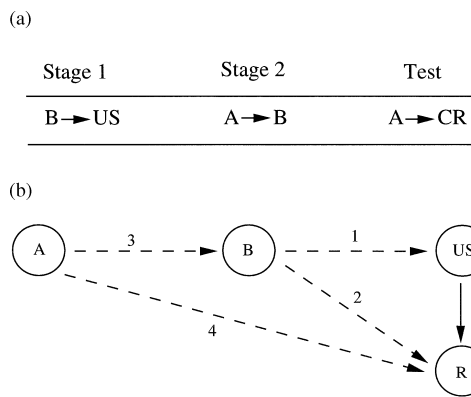 (a)
Stage 1 Stage 2 Test
B→US A→B A→CR
(b)
A 3 B 1 US
2
4
R